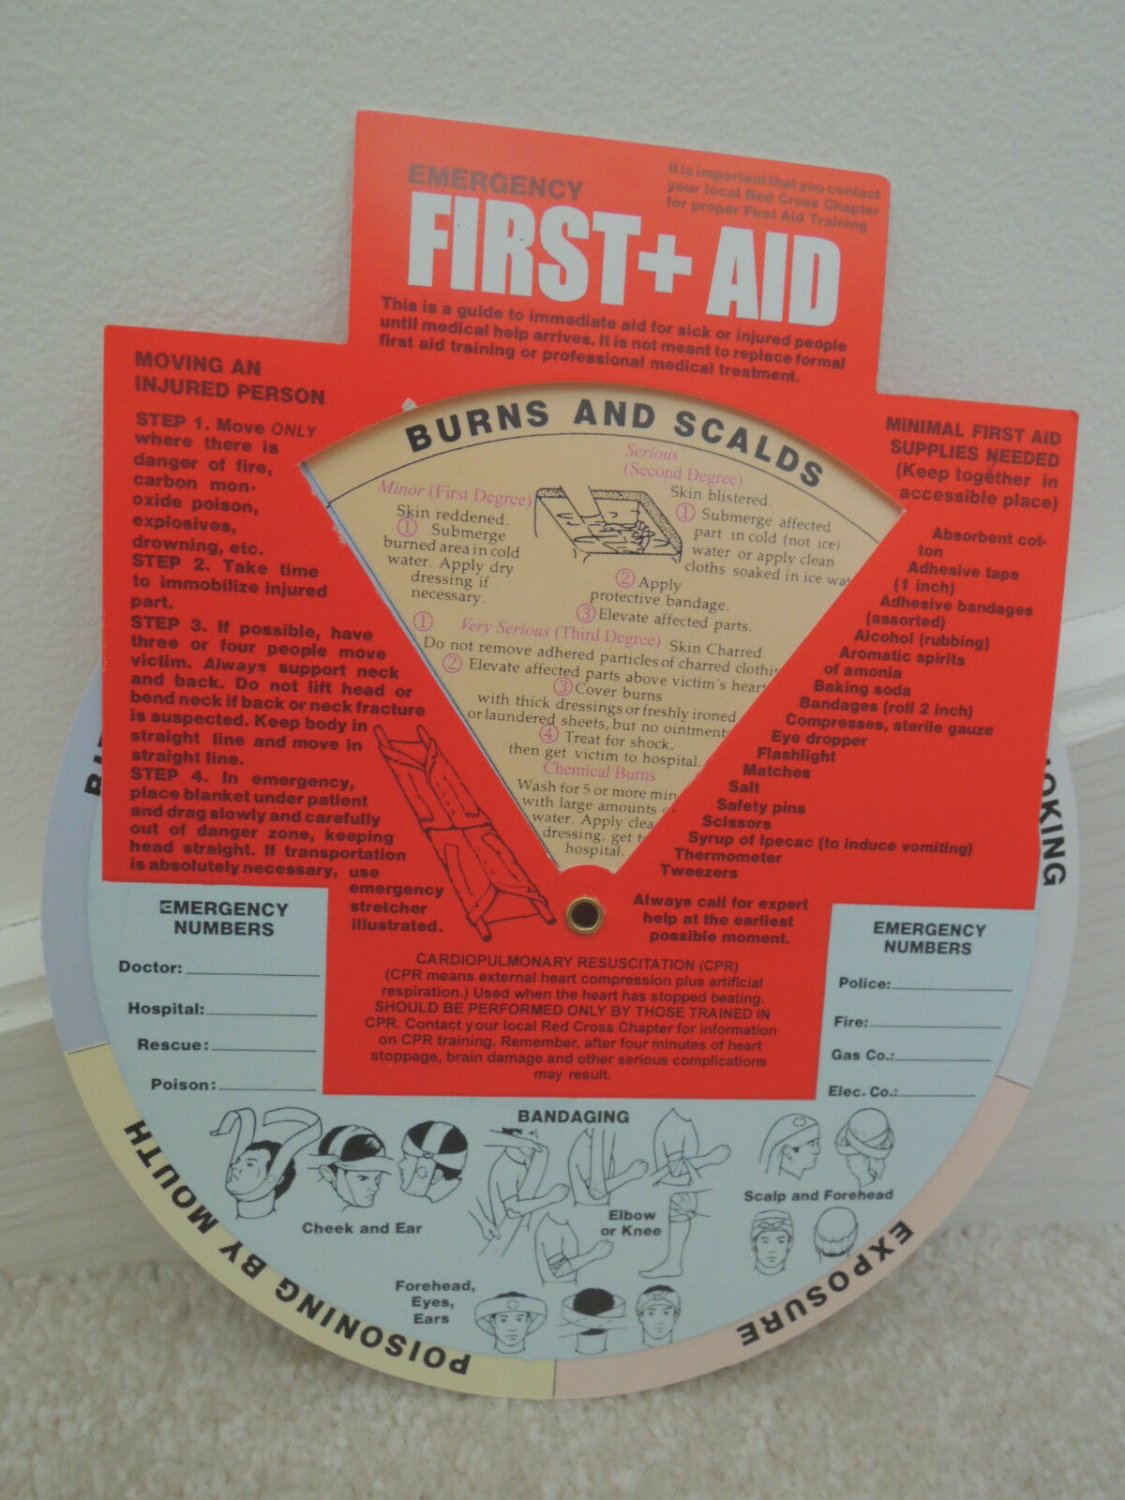 EMERGENCY
FIRST+ AID
It is important that you contact
your local Red Cross Chapter
for proper First Aid Training
This is a guide to immediate aid for sick or injured people
until medical help arrives. It is not meant to replace formal
first aid training or professional medical treatment.
MOVING AN
INJURED PERSON
STEP 1. Move ONLY
where there is
danger of fire,
carbon mon-
oxide poison,
explosives,
drowning, etc.
STEP 2. Take time
to immobilize injured
part.
STEP 3. If possible, have
three or four people move
victim. Always support neck
and back. Do not lift head or
bend neck if back or neck fracture
is suspected. Keep body in
straight line and move in
straight line.
STEP 4. In emergency,
place blanket under patient
and drag slowly and carefully
out of danger zone, keeping
head straight. If transportation
is absolutely necessary, use
emergency
stretcher
illustrated.
BURNS AND SCALDS
Minor (First Degree)
Skin reddened.
① Submerge
burned area in cold
water. Apply dry
dressing if
necessary.
Serious
(Second Degree)
Skin blistered.
① Submerge affected
part in cold (not ice)
water or apply clean
cloths soaked in ice wat
② Apply
protective bandage.
③ Elevate affected parts.
Very Serious (Third Degree) Skin Charred.
① Do not remove adhered particles of charred clothi
② Elevate affected parts above victim's heart
③ Cover burns
with thick dressings or freshly ironed
or laundered sheets, but no ointment
④ Treat for shock,
then get victim to hospital.
Chemical Burns
Wash for 5 or more min
with large amounts o
water. Apply clea
dressing, get t
hospital.
MINIMAL FIRST AID
SUPPLIES NEEDED
(Keep together in
accessible place)
Absorbent cot-
ton
Adhesive tape
(1 inch)
Adhesive bandages
(assorted)
Alcohol (rubbing)
Aromatic spirits
of amonia
Baking soda
Bandages (roll 2 inch)
Compresses, sterile gauze
Eye dropper
Flashlight
Matches
Salt
Safety pins
Scissors
Syrup of Ipecac (to induce vomiting)
Thermometer
Tweezers
Always call for expert
help at the earliest
possible moment.
CARDIOPULMONARY RESUSCITATION (CPR)
(CPR means external heart compression plus artificial
respiration.) Used when the heart has stopped beating.
SHOULD BE PERFORMED ONLY BY THOSE TRAINED IN
CPR. Contact your local Red Cross Chapter for information
on CPR training. Remember, after four minutes of heart
stoppage, brain damage and other serious complications
may result.
EMERGENCY
NUMBERS
Doctor:
Hospital:
Rescue:
Poison:
EMERGENCY
NUMBERS
Police:
Fire:
Gas Co.:
Elec. Co.:
BANDAGING
Cheek and Ear
Elbow
or Knee
Scalp and Forehead
Forehead,
Eyes,
Ears
POISONING BY MOUTH
EXPOSURE
OKING